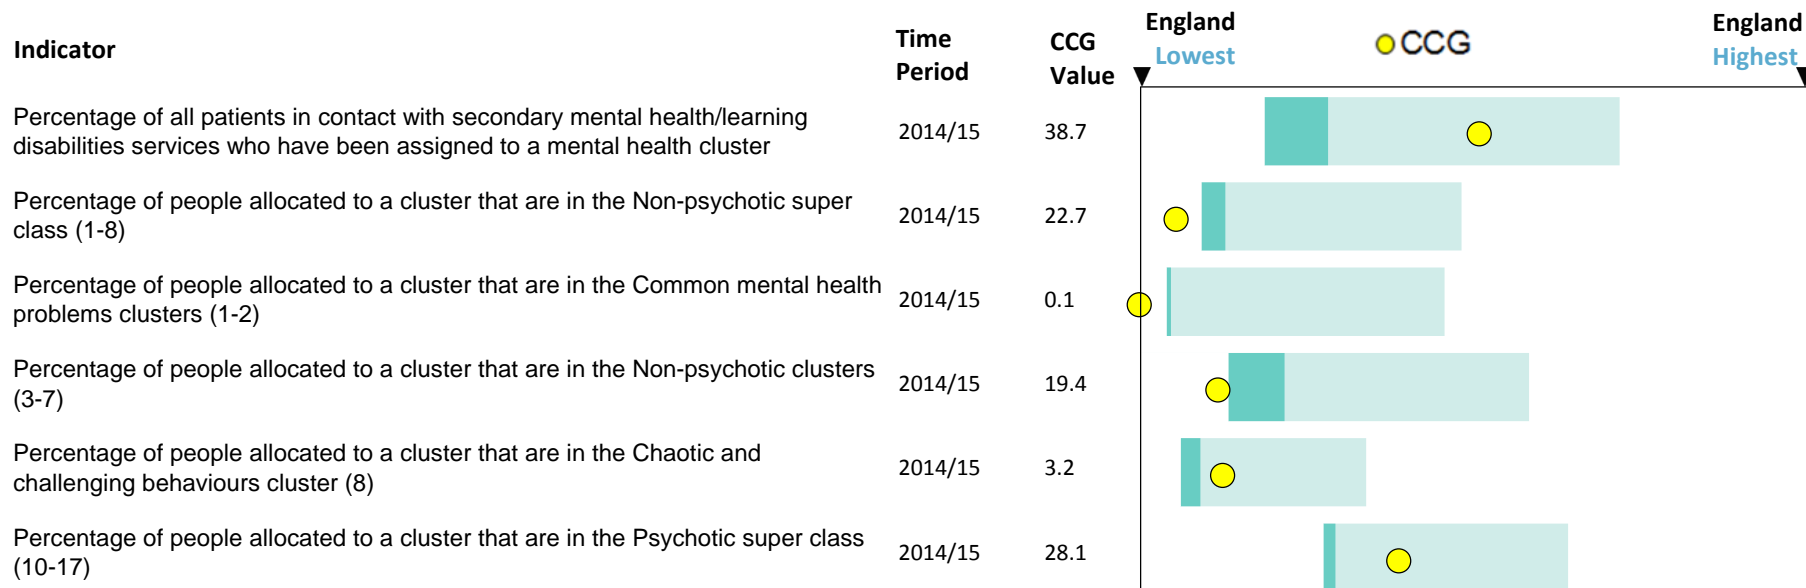 Indicator
Time
Period
CCG
Value
England
Lowest
CCG
England
Highest
Percentage of all patients in contact with secondary mental health/learning
disabilities services who have been assigned to a mental health cluster
2014/15
38.7
Percentage of people allocated to a cluster that are in the Non-psychotic super
class (1-8)
2014/15
22.7
Percentage of people allocated to a cluster that are in the Common mental health
problems clusters (1-2)
2014/15
0.1
Percentage of people allocated to a cluster that are in the Non-psychotic clusters
(3-7)
2014/15
19.4
Percentage of people allocated to a cluster that are in the Chaotic and
challenging behaviours cluster (8)
2014/15
3.2
Percentage of people allocated to a cluster that are in the Psychotic super class
(10-17)
2014/15
28.1